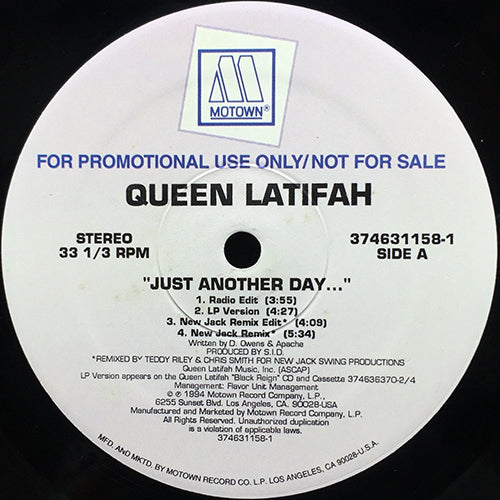 MOTOWN®
FOR PROMOTIONAL USE ONLY/NOT FOR SALE
QUEEN LATIFAH
STEREO
33 1/3 RPM
374631158-1
SIDE A
"JUST ANOTHER DAY..."
1. Radio Edit (3:55)
2. LP Version (4:27)
3. New Jack Remix Edit* (4:09)
4. New Jack Remix* (5:34)
Written by D. Owens & Apache
PRODUCED BY S.I.D.
*REMIXED BY TEDDY RILEY & CHRIS SMITH FOR NEW JACK SWING PRODUCTIONS
Queen Latifah Music, Inc. (ASCAP)
LP Version appears on the Queen Latifah "Black Reign" CD and Cassette 374636370-2/4
Management: Flavor Unit Management
© ℗ 1994 Motown Record Company, L.P.,
6255 Sunset Blvd. Los Angeles, CA. 90028-USA
Manufactured and Marketed by Motown Record Company, L.P.
All Rights Reserved. Unauthorized duplication
is a violation of applicable laws.
374631158-1
MFD. AND MKTD. BY MOTOWN RECORD CO. L.P. LOS ANGELES, CA 90028-U.S.A.